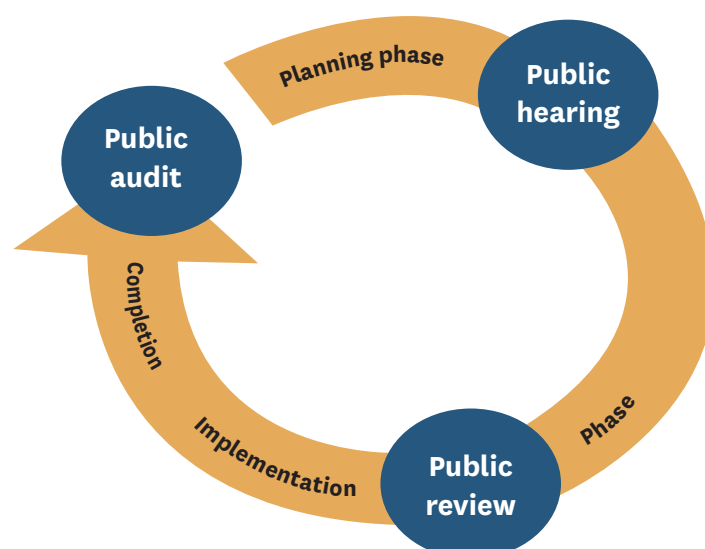 Planning phase
Public
hearing
Phase
Public
review
Implementation
Completion
Public
audit